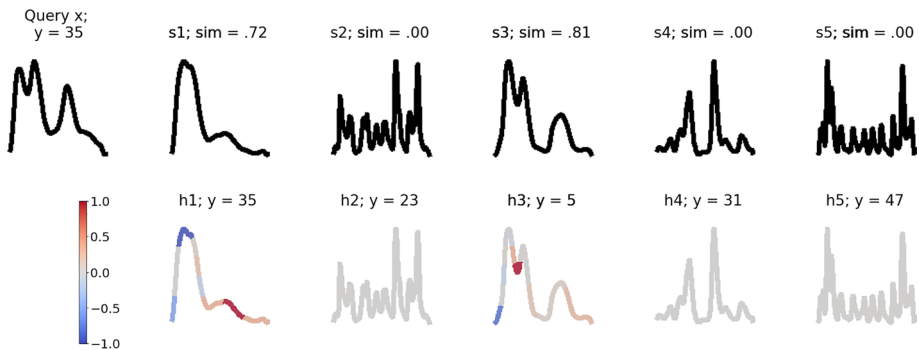 Query x;
y = 35
s1; sim = .72
s2; sim = .00
s3; sim = .81
s4; sim = .00
s5; sim = .00
h1; y = 35
h2; y = 23
h3; y = 5
h4; y = 31
h5; y = 47
1.0
0.5
0.0
−0.5
−1.0